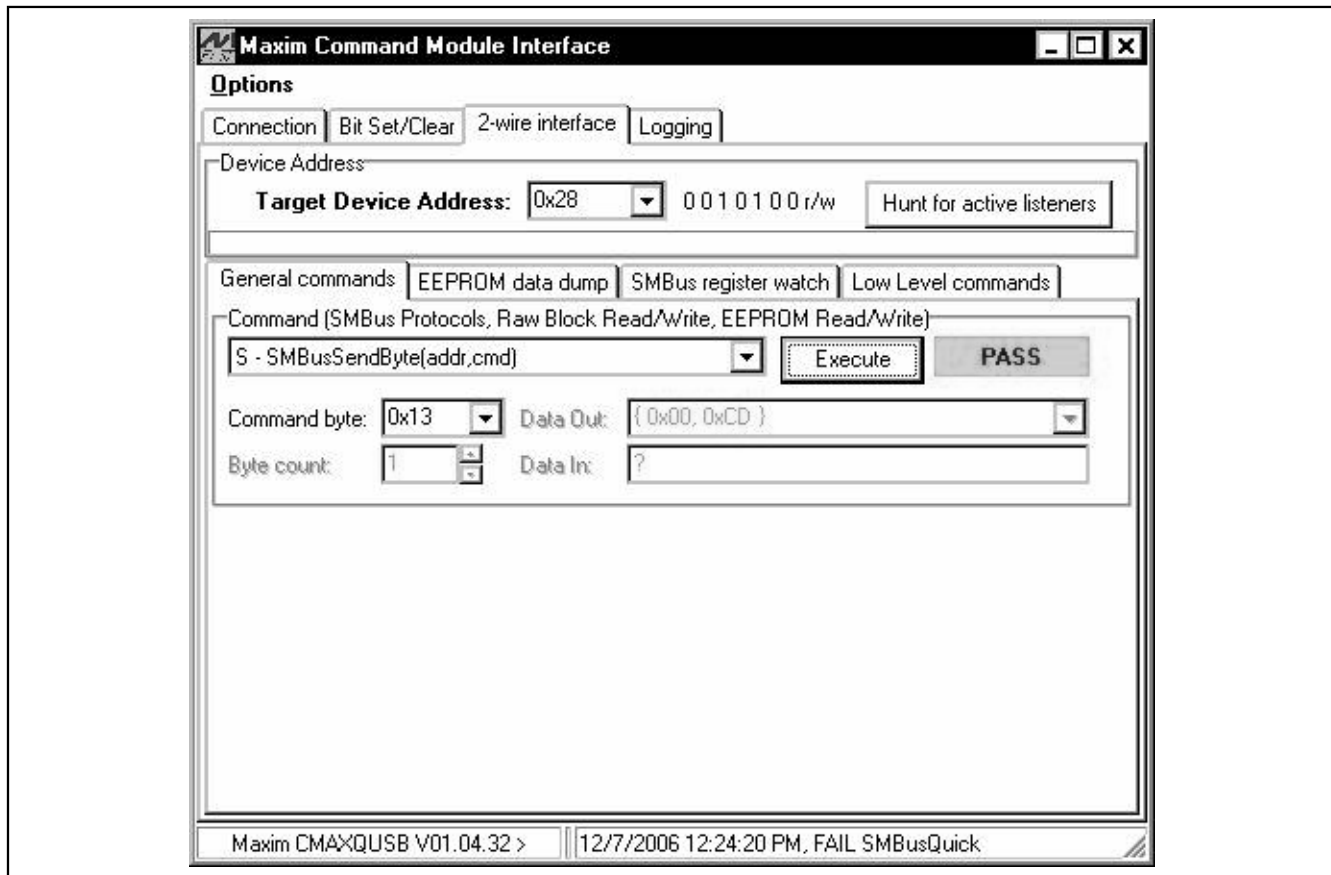 Maxim Command Module Interface
Options
Connection Bit Set/Clear 2-wire interface Logging
Device Address
Target Device Address: 0x28 0 0 1 0 1 0 0 r/w Hunt for active listeners
General commands EEPROM data dump SMBus register watch Low Level commands
Command (SMBus Protocols, Raw Block Read/Write, EEPROM Read/Write)
S - SMBusSendByte(addr,cmd) Execute PASS
Command byte: 0x13 Data Out: { 0x00, 0xCD }
Byte count: 1 Data In: ?
Maxim CMAXQUSB V01.04.32 > 12/7/2006 12:24:20 PM, FAIL SMBusQuick